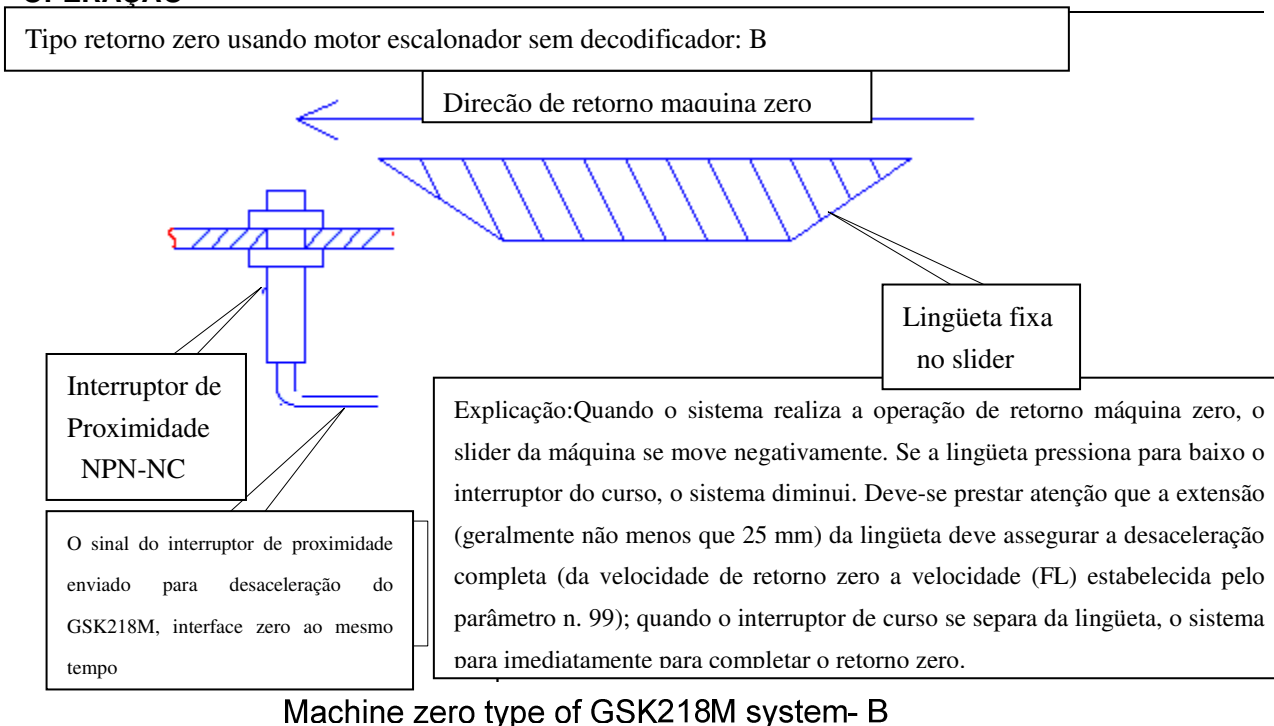 OPERAÇÃO
Tipo retorno zero usando motor escalonador sem decodificador: B
Direcão de retorno maquina zero
Lingüeta fixa
no slider
Interruptor de
Proximidade
NPN-NC
Explicação:Quando o sistema realiza a operação de retorno máquina zero, o
slider da máquina se move negativamente. Se a lingüeta pressiona para baixo o
interruptor do curso, o sistema diminui. Deve-se prestar atenção que a extensão
(geralmente não menos que 25 mm) da lingüeta deve assegurar a desaceleração
completa (da velocidade de retorno zero a velocidade (FL) estabelecida pelo
parâmetro n. 99); quando o interruptor de curso se separa da lingüeta, o sistema
para imediatamente para completar o retorno zero.
O sinal do interruptor de proximidade
enviado para desaceleração do
GSK218M, interface zero ao mesmo
tempo
Machine zero type of GSK218M system- B